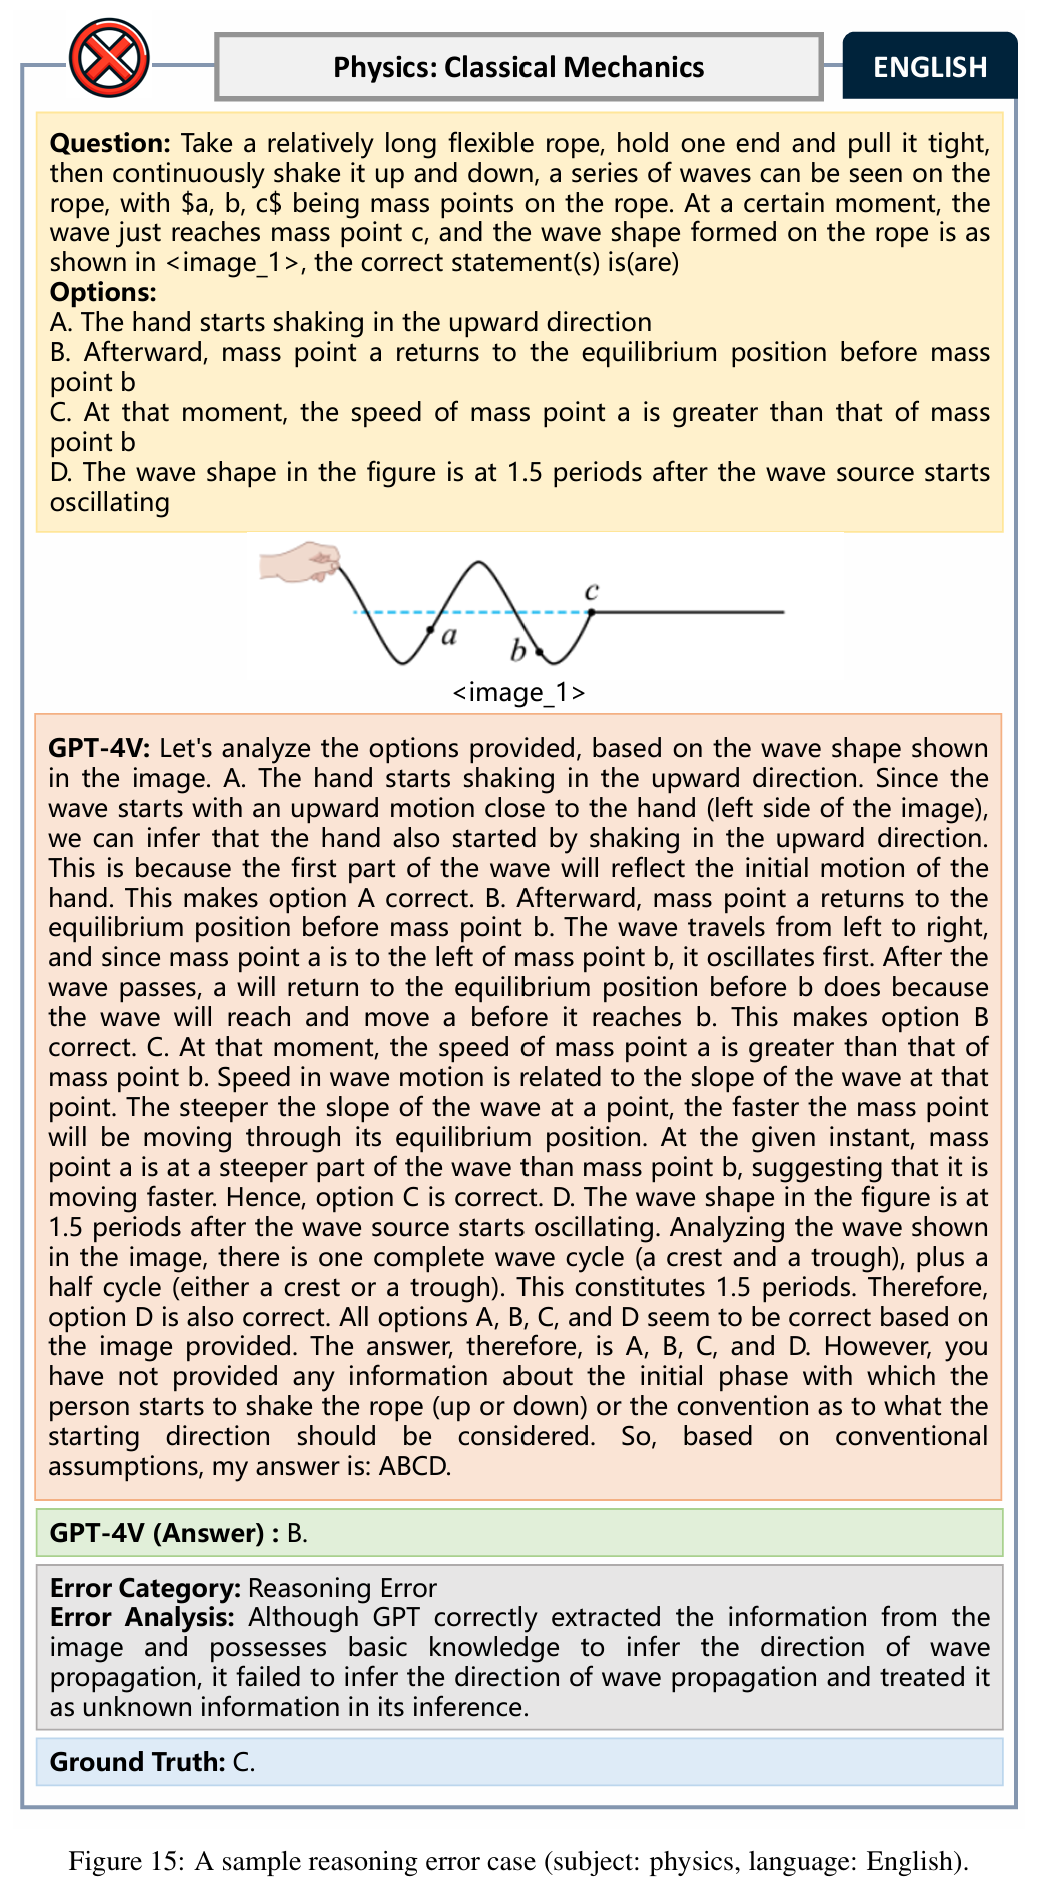 Physics: Classical Mechanics
ENGLISH
Question: Take a relatively long flexible rope, hold one end and pull it tight,
then continuously shake it up and down, a series of waves can be seen on the
rope, with $a, b, c$ being mass points on the rope. At a certain moment, the
wave just reaches mass point c, and the wave shape formed on the rope is as
shown in <image_1>, the correct statement(s) is(are)
Options:
A. The hand starts shaking in the upward direction
B. Afterward, mass point a returns to the equilibrium position before mass
point b
C. At that moment, the speed of mass point a is greater than that of mass
point b
D. The wave shape in the figure is at 1.5 periods after the wave source starts
oscillating
c
a
b
<image_1>
GPT-4V: Let's analyze the options provided, based on the wave shape shown
in the image. A. The hand starts shaking in the upward direction. Since the
wave starts with an upward motion close to the hand (left side of the image),
we can infer that the hand also started by shaking in the upward direction.
This is because the first part of the wave will reflect the initial motion of the
hand. This makes option A correct. B. Afterward, mass point a returns to the
equilibrium position before mass point b. The wave travels from left to right,
and since mass point a is to the left of mass point b, it oscillates first. After the
wave passes, a will return to the equilibrium position before b does because
the wave will reach and move a before it reaches b. This makes option B
correct. C. At that moment, the speed of mass point a is greater than that of
mass point b. Speed in wave motion is related to the slope of the wave at that
point. The steeper the slope of the wave at a point, the faster the mass point
will be moving through its equilibrium position. At the given instant, mass
point a is at a steeper part of the wave than mass point b, suggesting that it is
moving faster. Hence, option C is correct. D. The wave shape in the figure is at
1.5 periods after the wave source starts oscillating. Analyzing the wave shown
in the image, there is one complete wave cycle (a crest and a trough), plus a
half cycle (either a crest or a trough). This constitutes 1.5 periods. Therefore,
option D is also correct. All options A, B, C, and D seem to be correct based on
the image provided. The answer, therefore, is A, B, C, and D. However, you
have not provided any information about the initial phase with which the
person starts to shake the rope (up or down) or the convention as to what the
starting direction should be considered. So, based on conventional
assumptions, my answer is: ABCD.
GPT-4V (Answer) : B.
Error Category: Reasoning Error
Error Analysis: Although GPT correctly extracted the information from the
image and possesses basic knowledge to infer the direction of wave
propagation, it failed to infer the direction of wave propagation and treated it
as unknown information in its inference.
Ground Truth: C.
Figure 15: A sample reasoning error case (subject: physics, language: English).